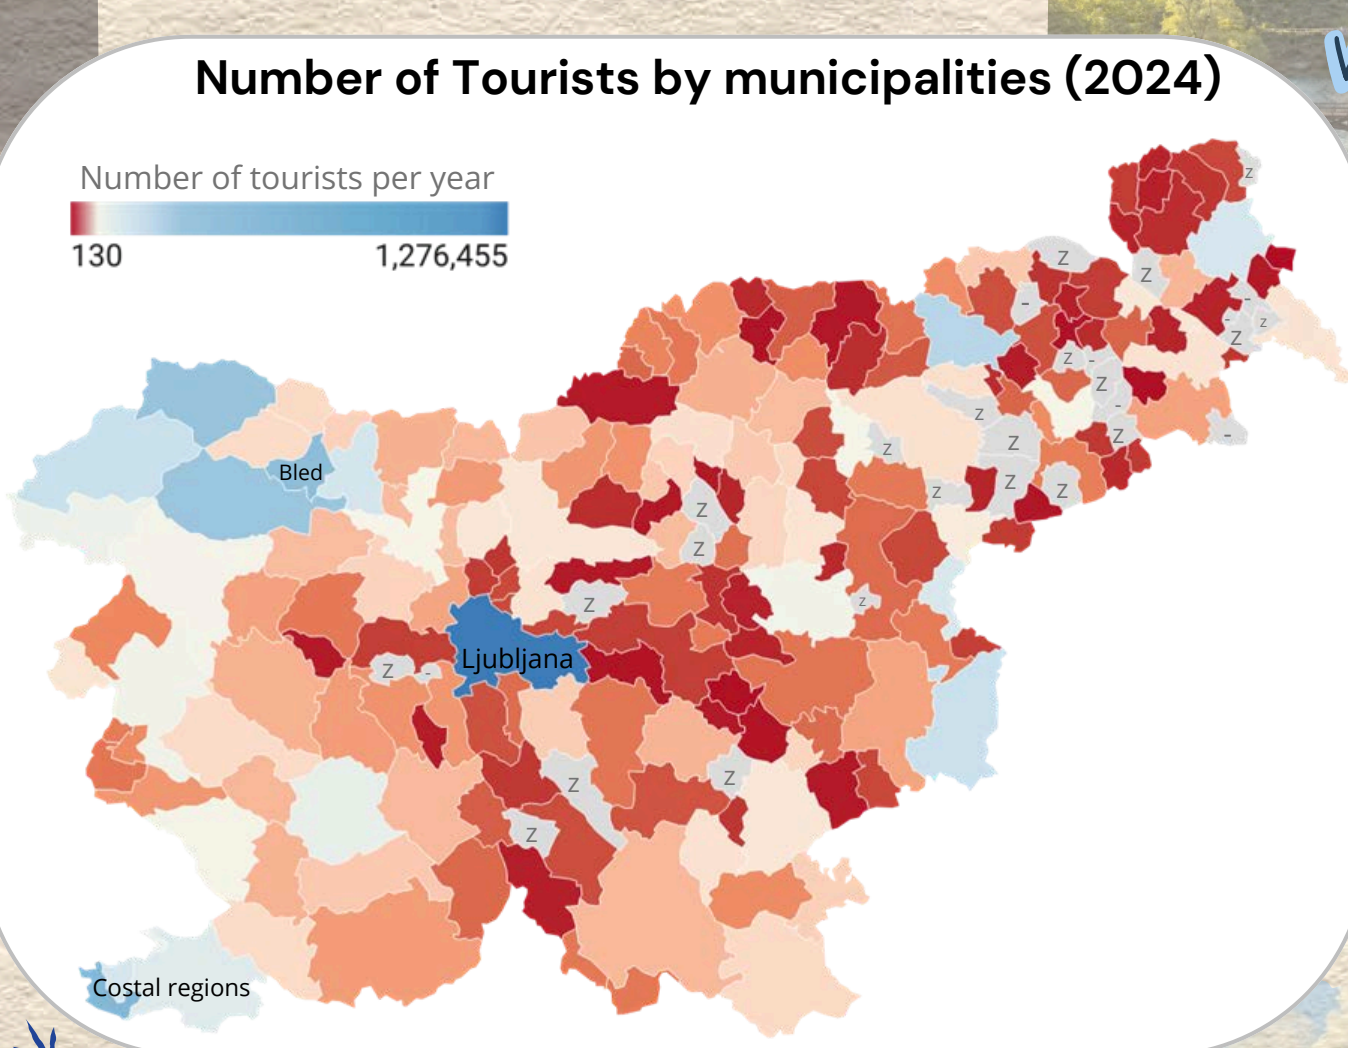 Number of Tourists by municipalities (2024)
Number of tourists per year
130
1,276,455
z
Z
Z
-
-
-
z
Z
z
-
Z
-
z
Z
-
Z
z
Z
z
Z
Z
Z
Z
z
Z
Z
-
Z
Z
Z
Bled
Ljubljana
Costal regions